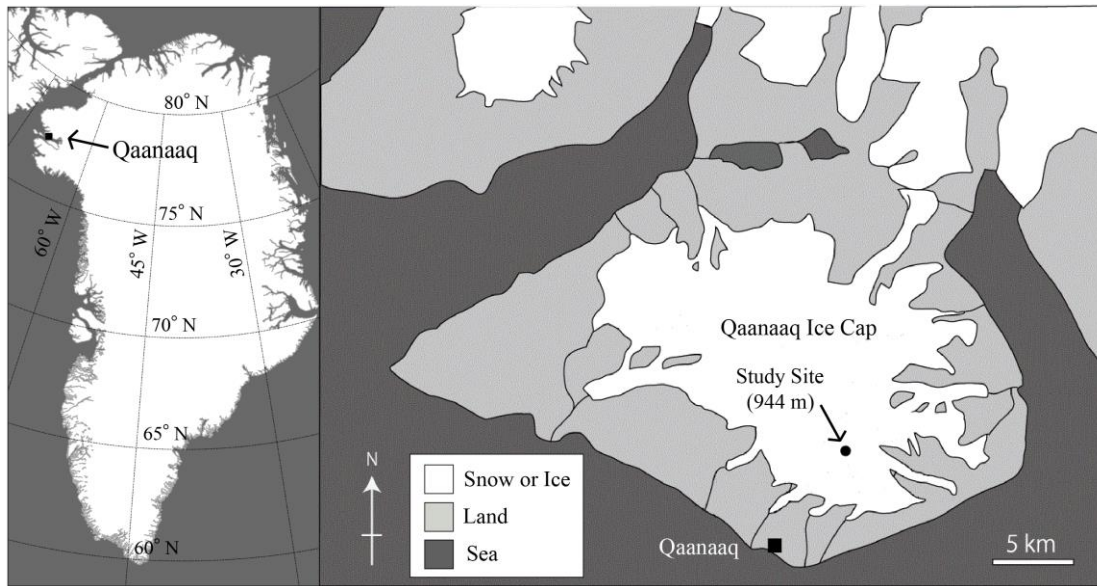 80° N
Qaanaaq
75° N
60° W
45° W
30° W
70° N
65° N
60° N
Qaanaaq Ice Cap
Study Site
(944 m)
N
Snow or Ice
Land
Sea
Qaanaaq
5 km